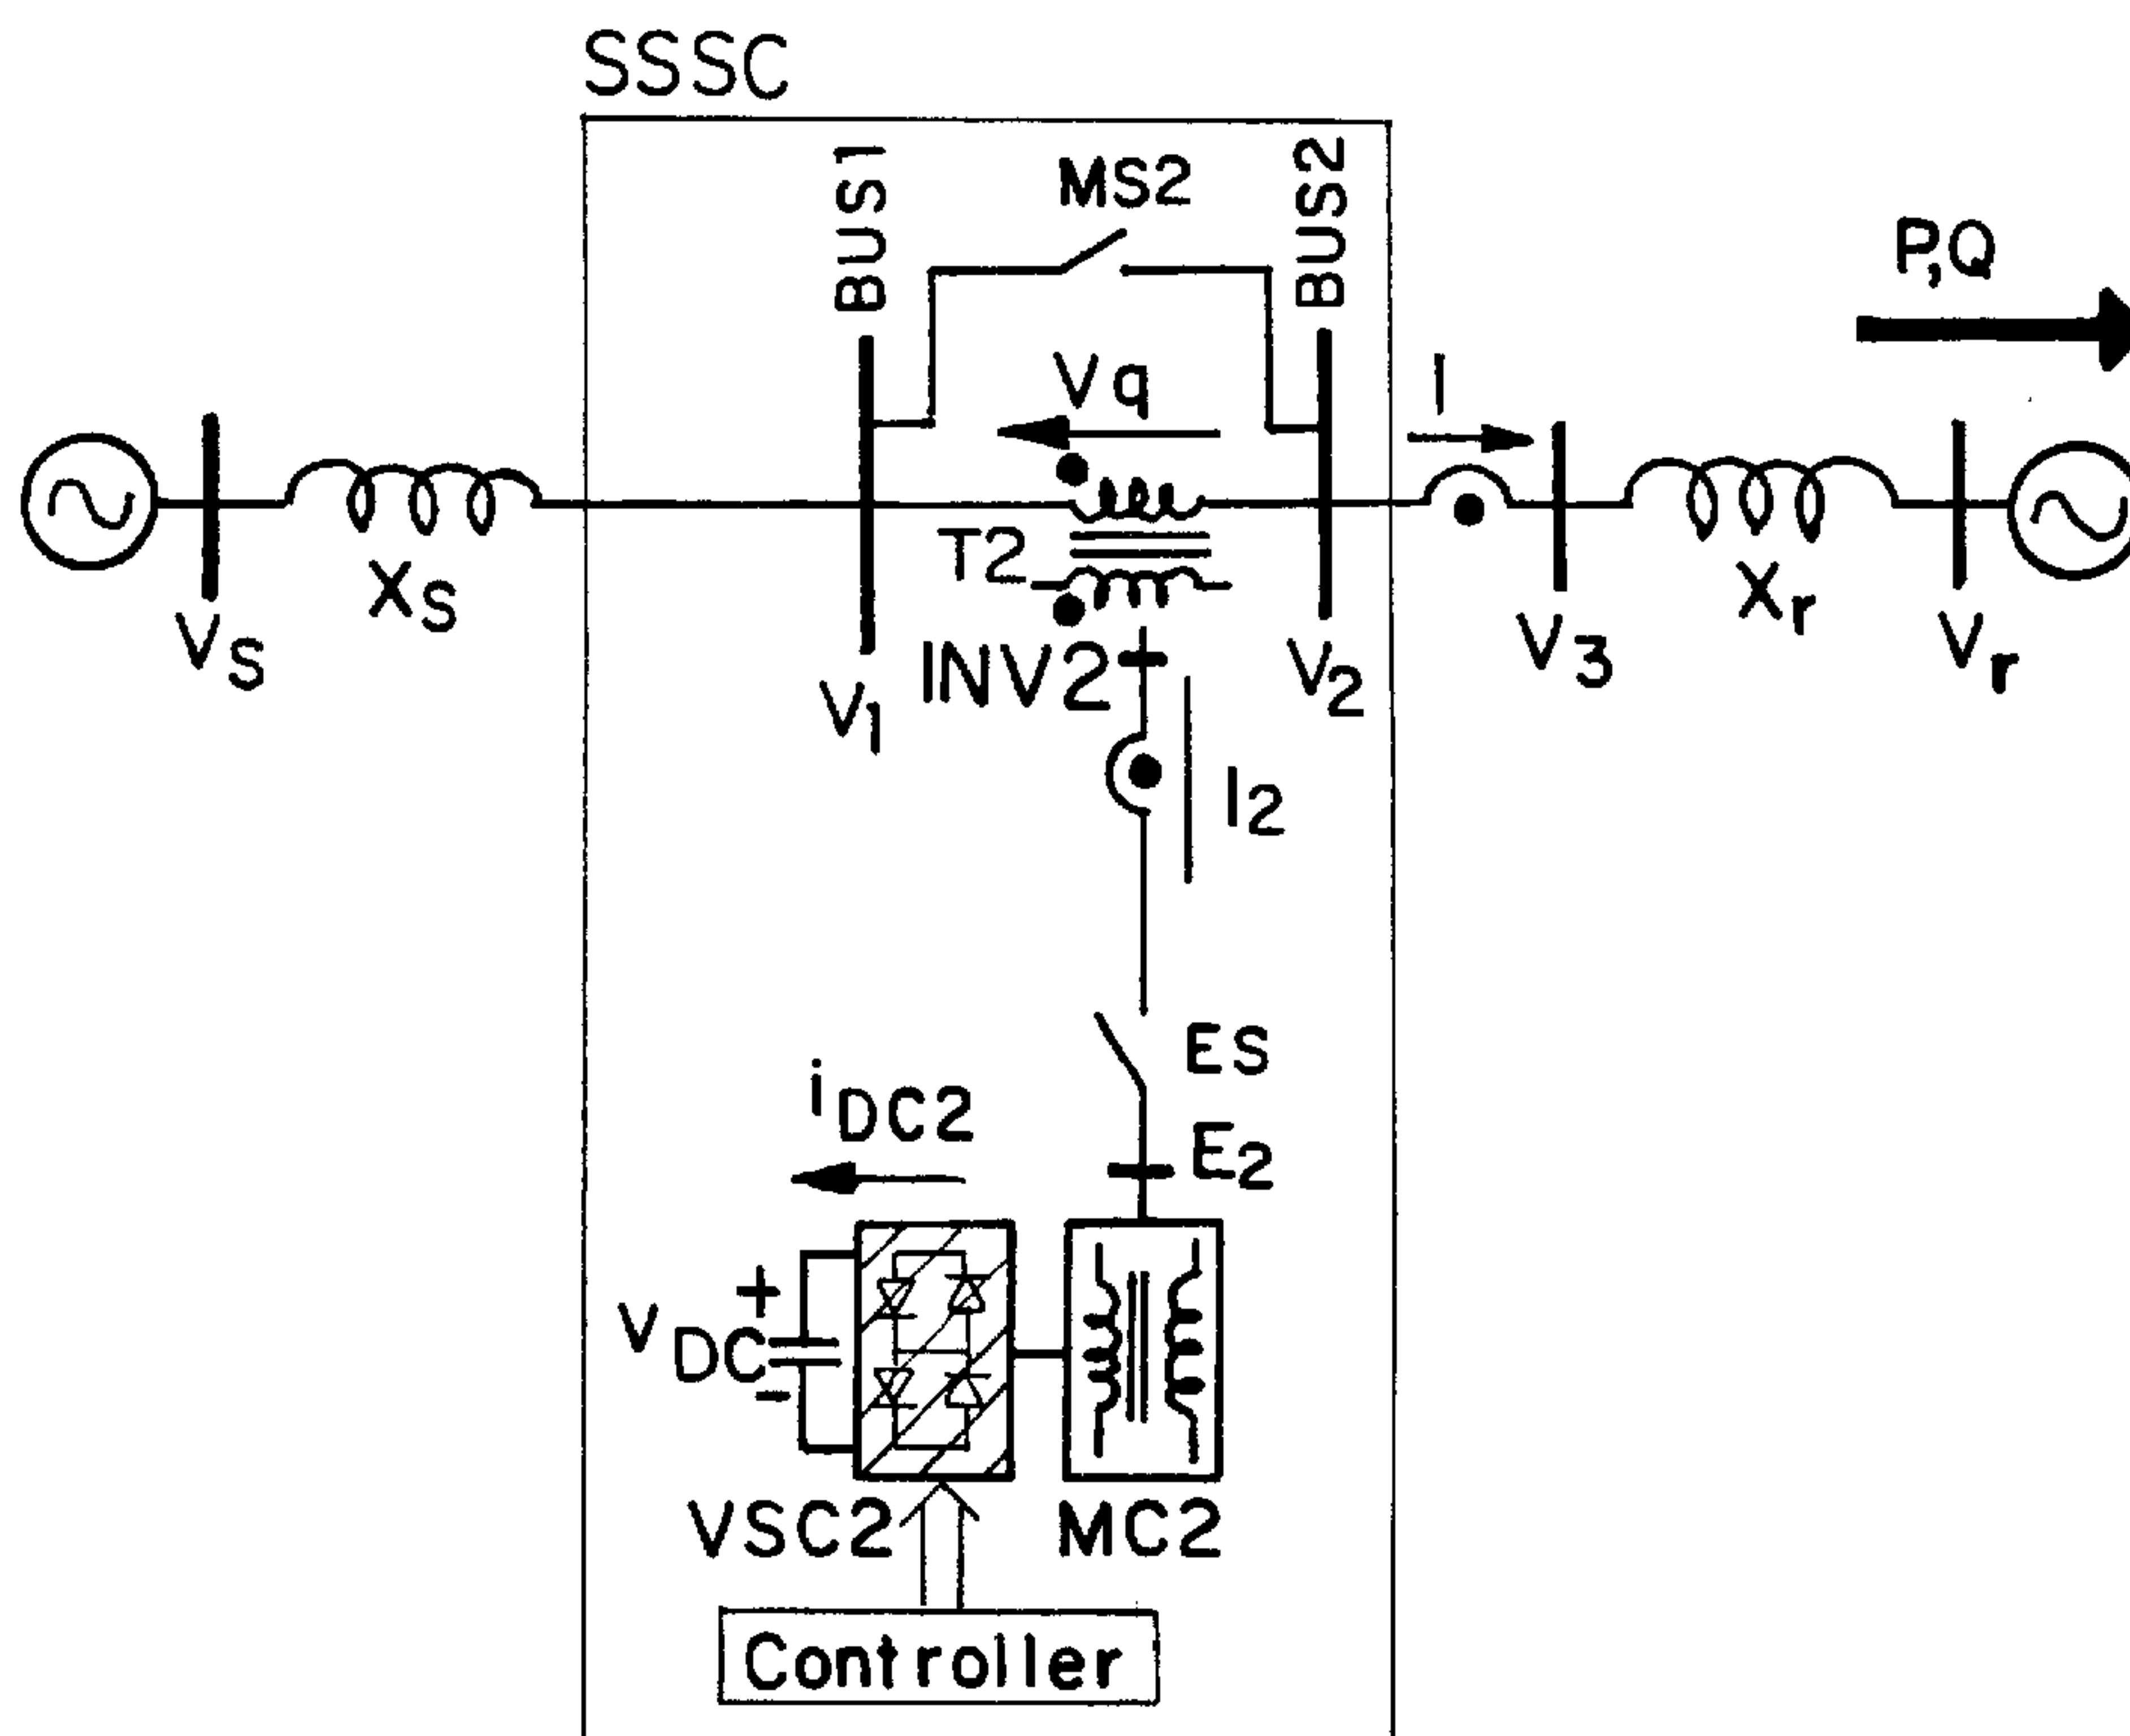 SSSC
BUS1
MS2
BUS2
P,Q
Vq
I
T2
XS
VS
V1
INV2
V2
V3
Xr
Vr
I2
ES
iDC2
E2
+
VDC
-
VSC2
MC2
Controller